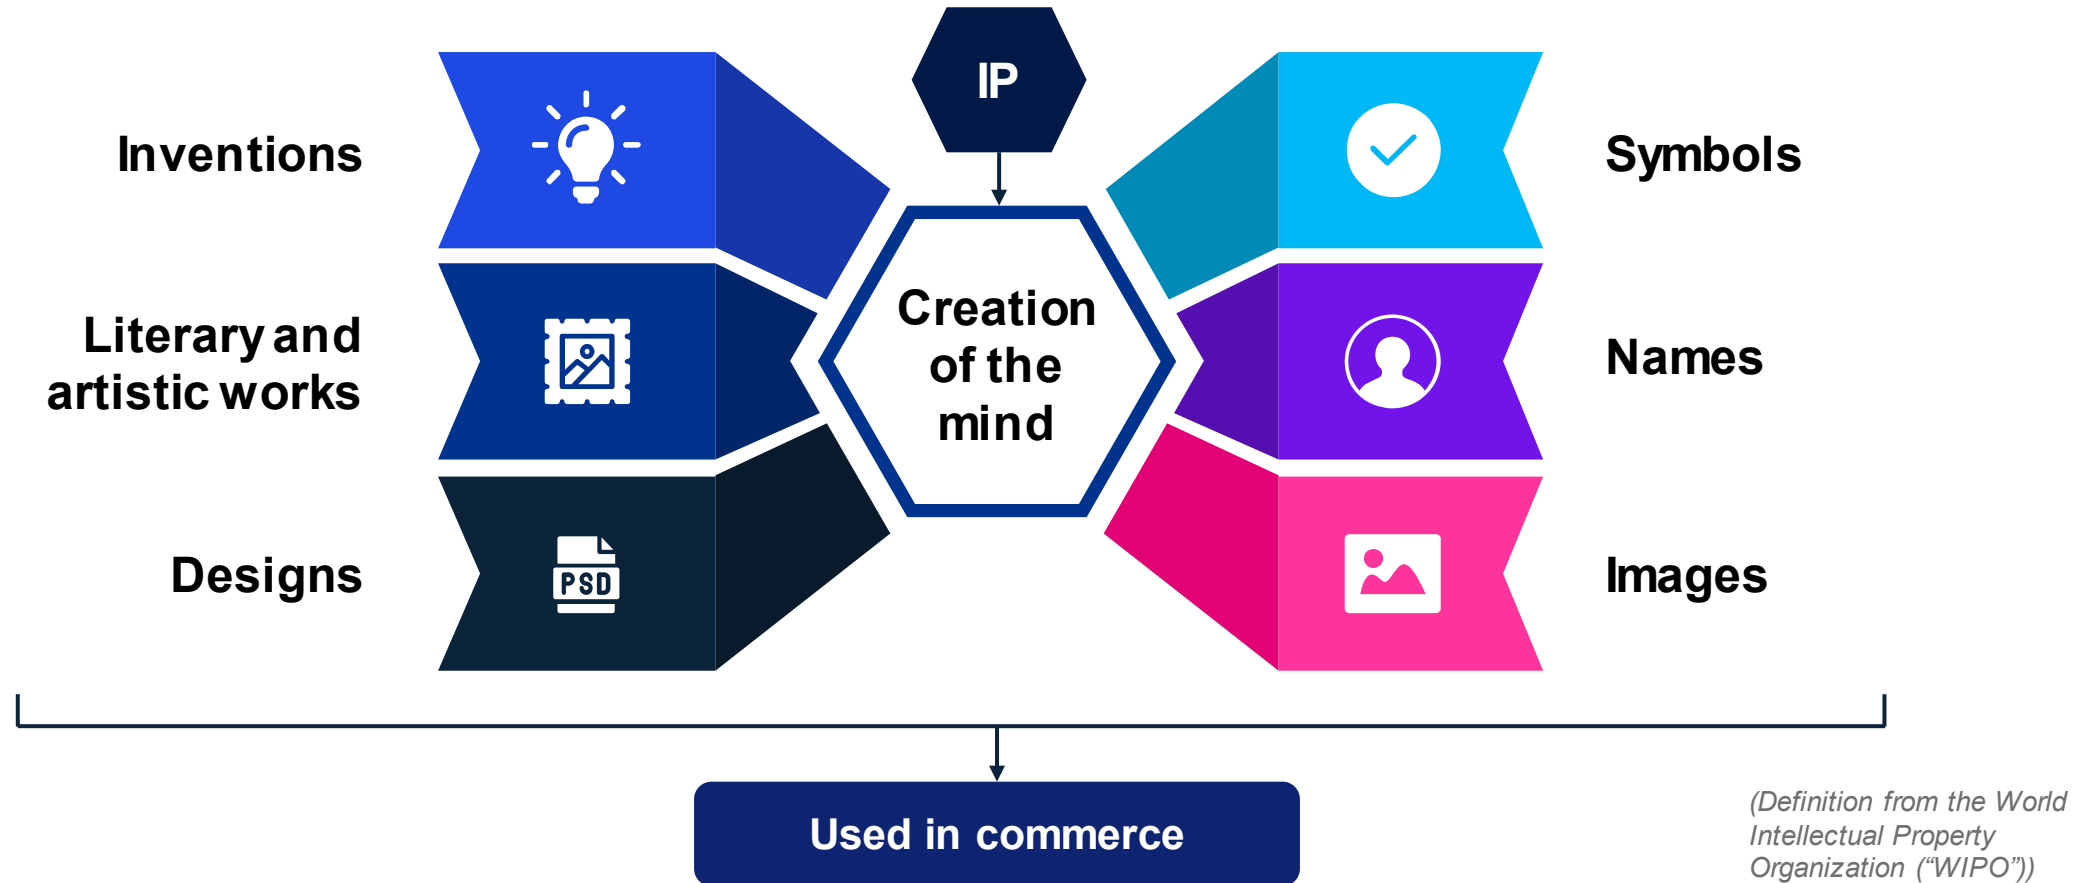 IP
Inventions
Literary and
artistic works
Designs
PSD
Creation
of the
mind
Symbols
Names
Images
Used in commerce
(Definition from the World
Intellectual Property
Organization (“WIPO”))